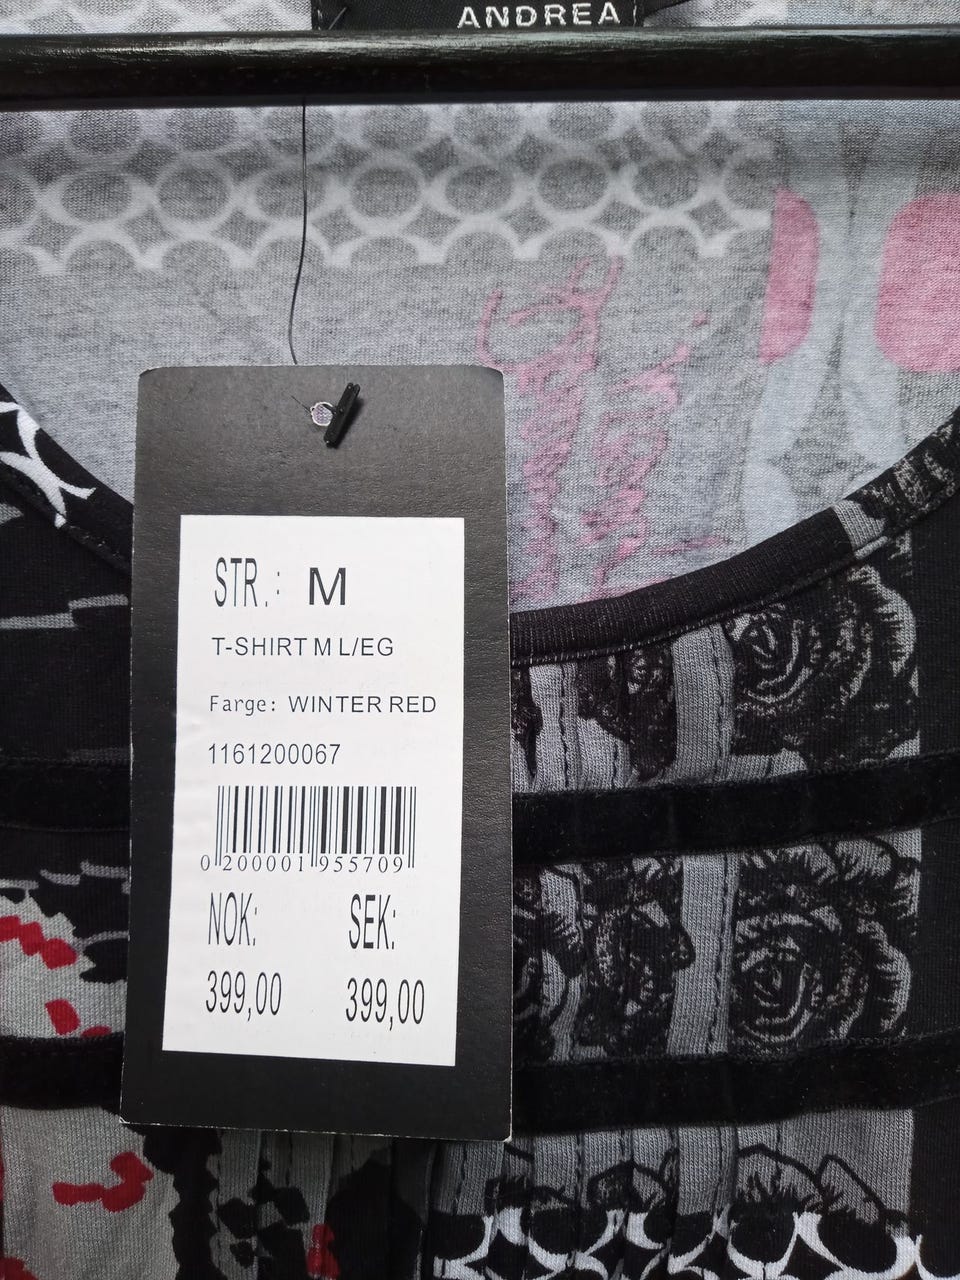 ANDREA
STR.: M
T-SHIRT M L/EG
Farge: WINTER RED
1161200067
0 200001 955709
NOK: SEK:
399,00 399,00